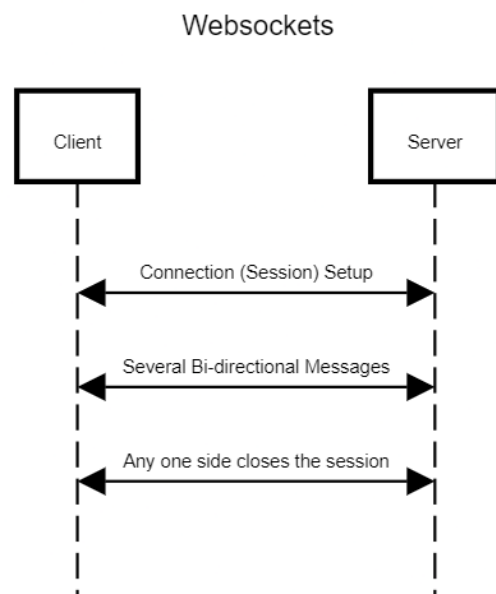 Websockets
Client
Server
Connection (Session) Setup
Several Bi-directional Messages
Any one side closes the session